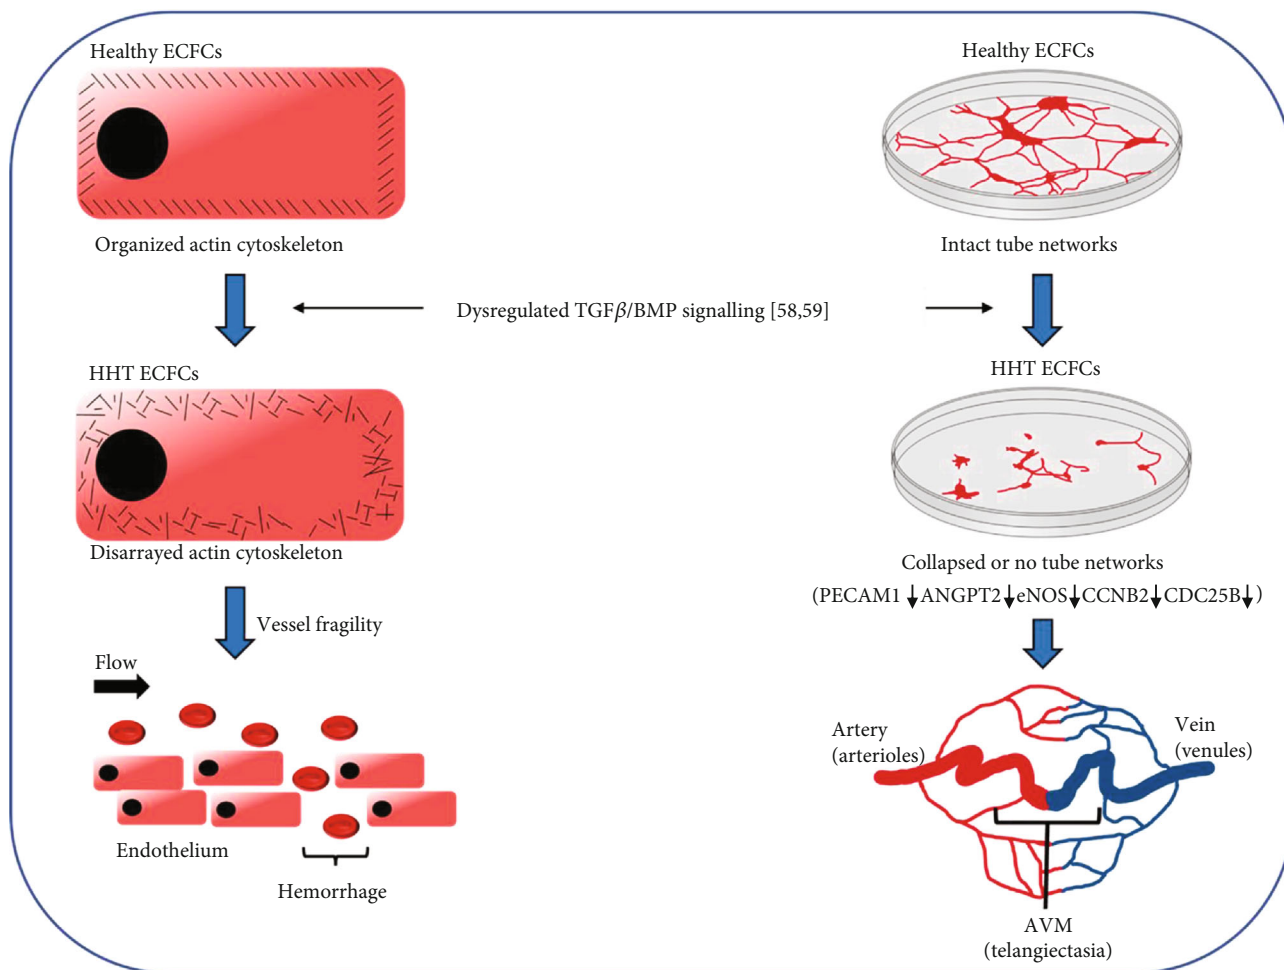 Healthy ECFCs
Organized actin cytoskeleton
Healthy ECFCs
Intact tube networks
Dysregulated TGFβ/BMP signalling [58,59]
HHT ECFCs
Disarrayed actin cytoskeleton
HHT ECFCs
Collapsed or no tube networks
(PECAM1↓ANGPT2↓eNOS↓CCNB2↓CDC25B↓)
Vessel fragility
Flow
Endothelium
Hemorrhage
Artery
(arterioles)
Vein
(venules)
AVM
(telangiectasia)